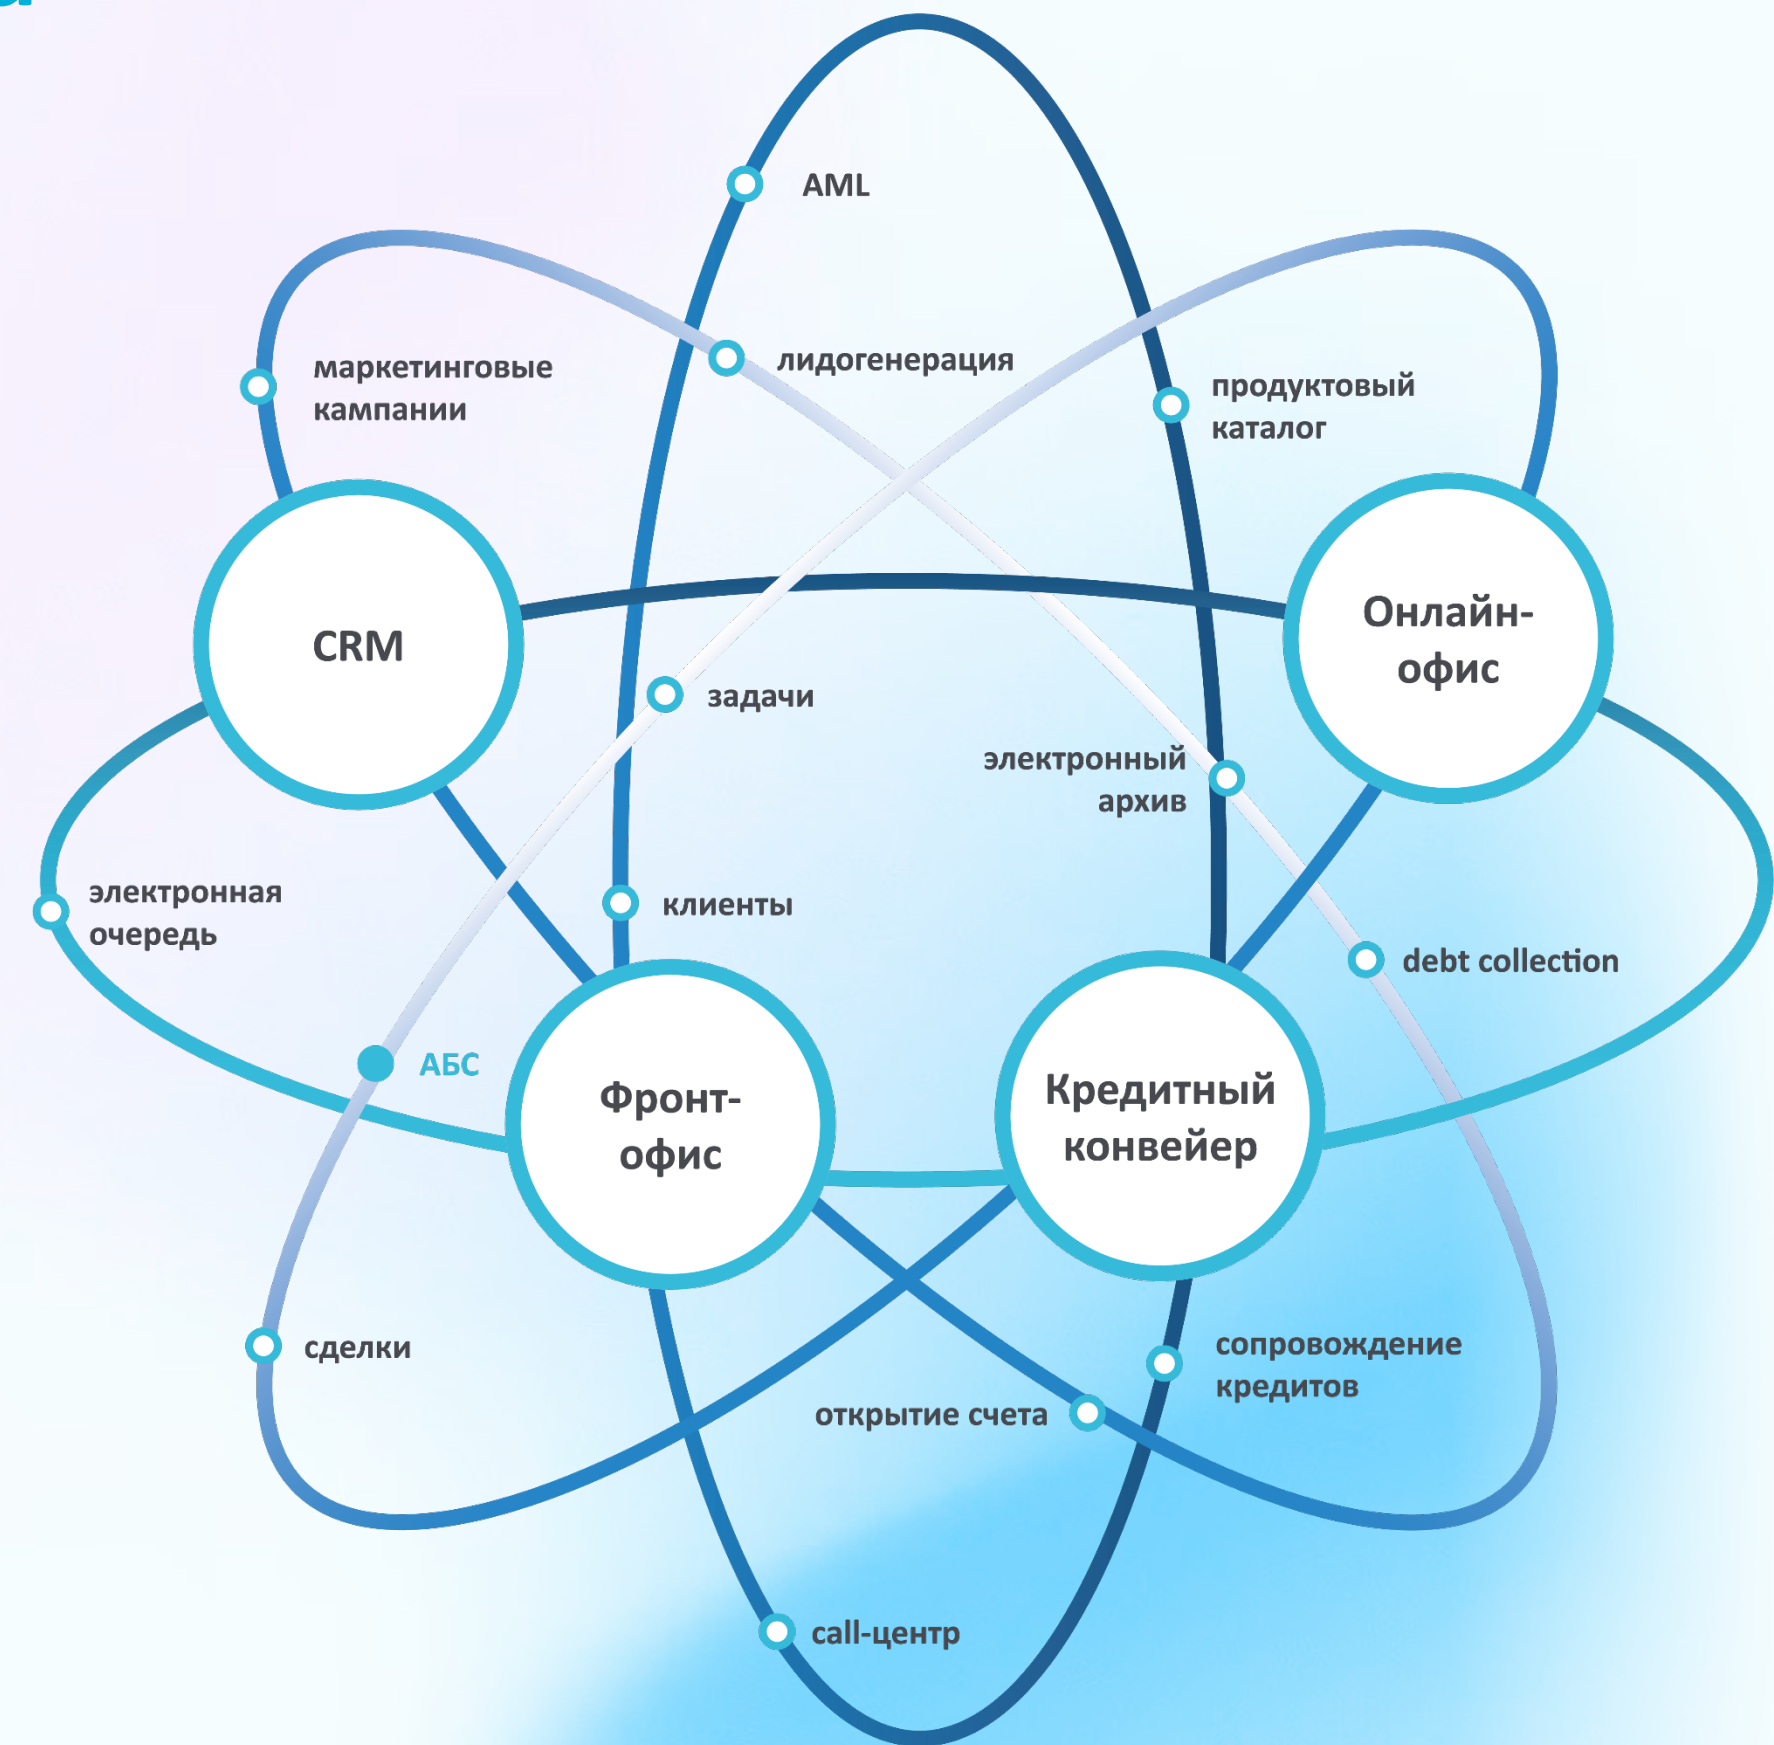 AML
маркетинговые
кампании
лидогенерация
продуктовый
каталог
CRM
Онлайн-
офис
задачи
электронный
архив
электронная
очередь
клиенты
debt collection
АБС
Фронт-
офис
Кредитный
конвейер
сделки
сопровождение
кредитов
открытие счета
call-центр